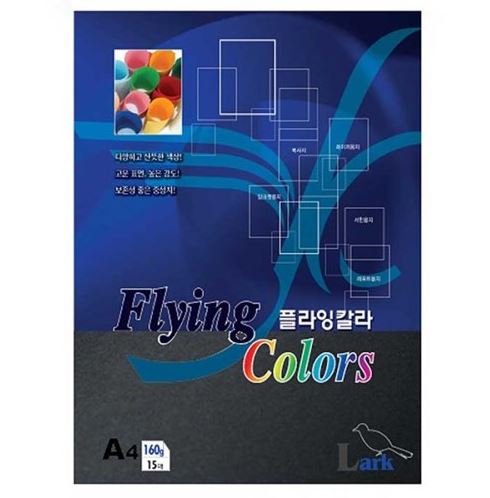 다양하고 산뜻한 색상!
고운 표면, 높은 강도!
보존성 좋은 중성지!
복사지
레이저용지
잉크젯용지
서한용지
레포트용지
Flying
플라잉칼라
Colors
A4
160g
15매
Lark